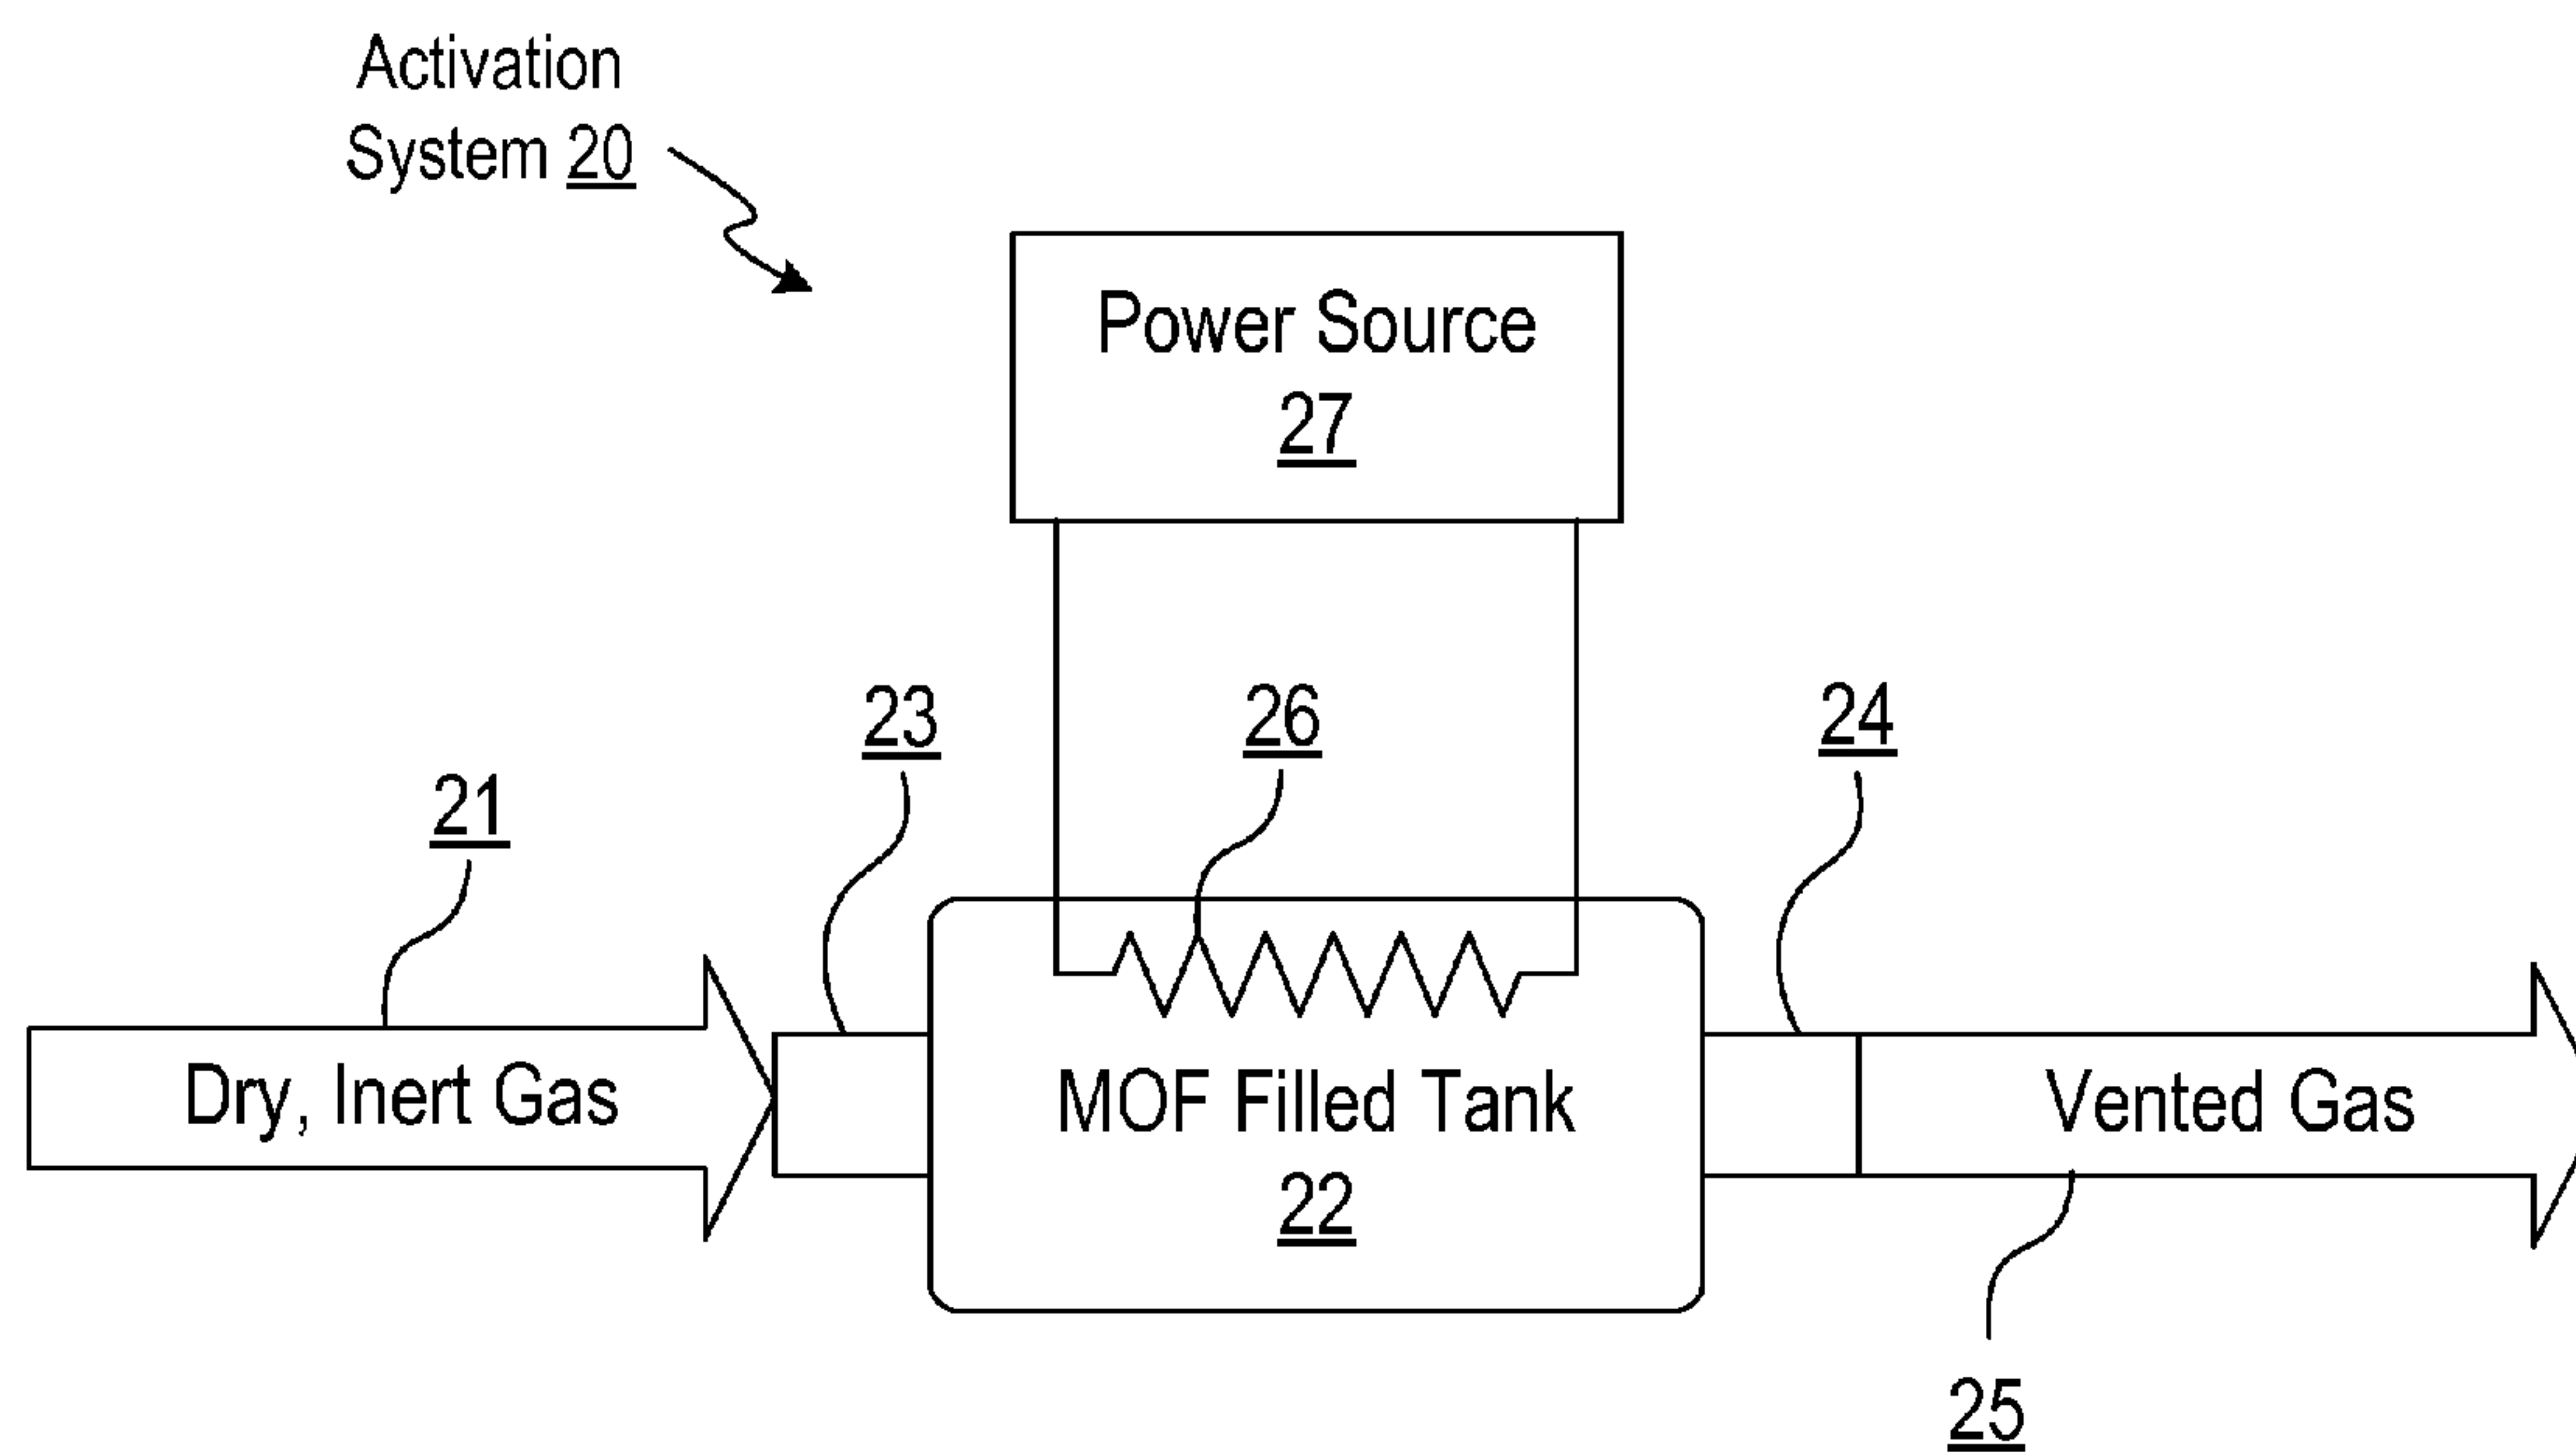 Activation
System 20
Power Source
27
23
26
24
21
Dry, Inert Gas
MOF Filled Tank
22
Vented Gas
25